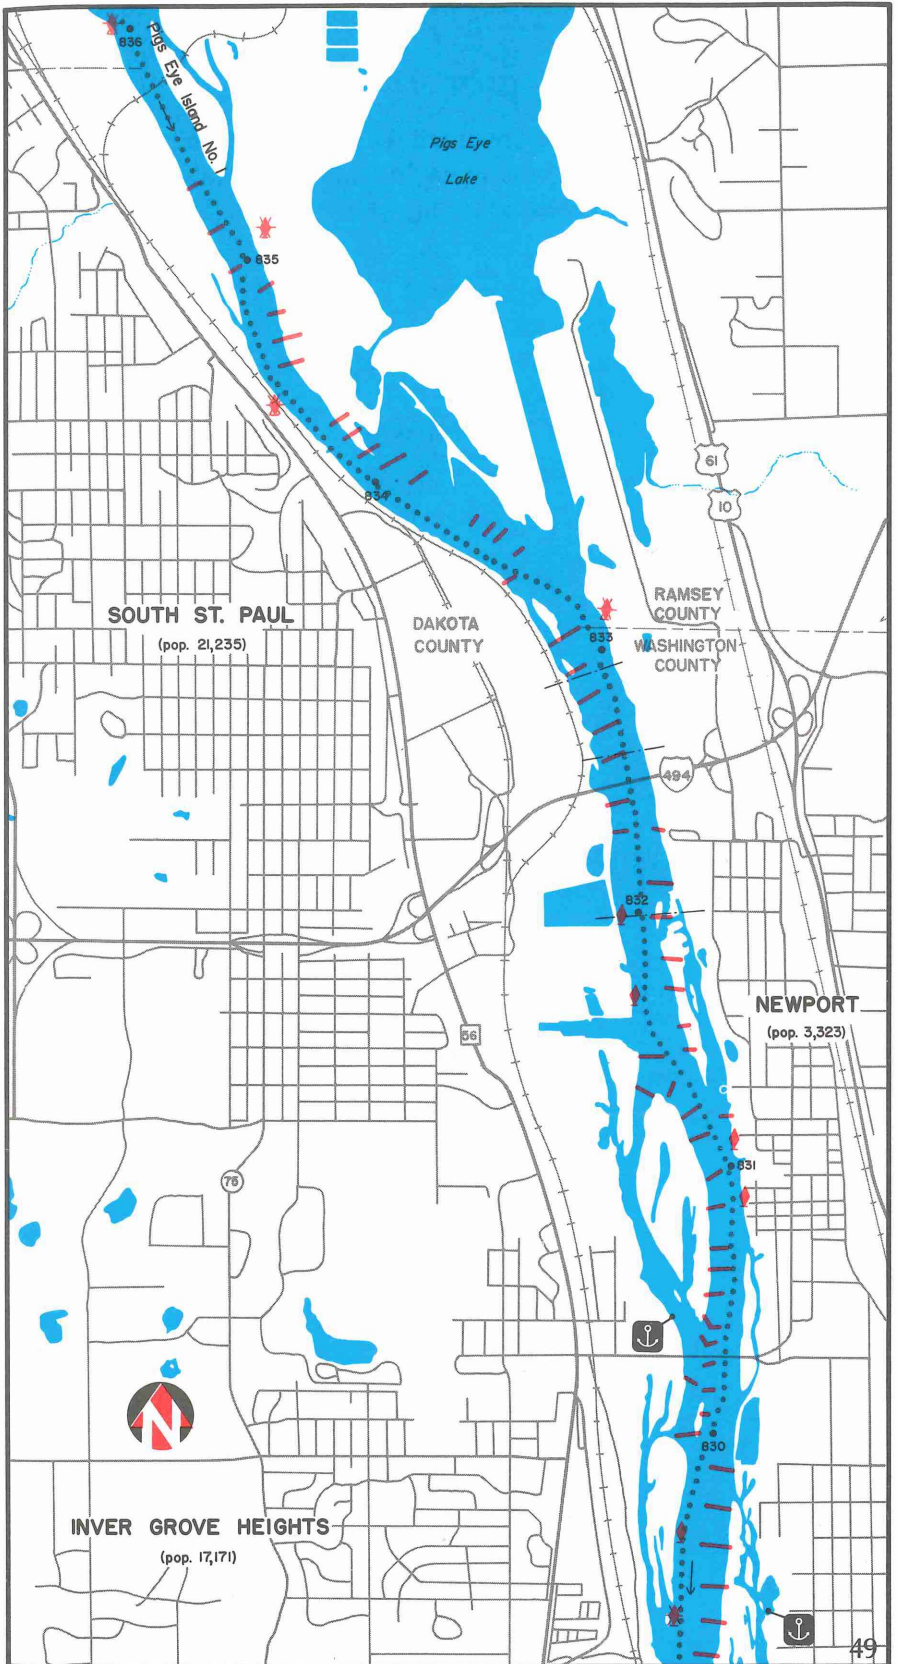 836
Pigs Eye Island No. 1
Pigs Eye
Lake
835
61
834
10
SOUTH ST. PAUL
(pop. 21,235)
DAKOTA
COUNTY
RAMSEY
COUNTY
833
WASHINGTON
COUNTY
494
832
NEWPORT
(pop. 3,323)
56
831
75
N
830
INVER GROVE HEIGHTS
(pop. 17,171)
49